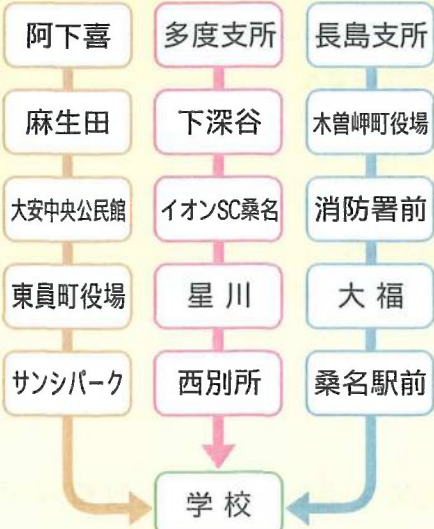 阿下喜
麻生田
大安中央公民館
東員町役場
サンシパーク
多度支所
下深谷
イオンSC桑名
星川
西別所
長島支所
木曽岬町役場
消防署前
大福
桑名駅前
学校